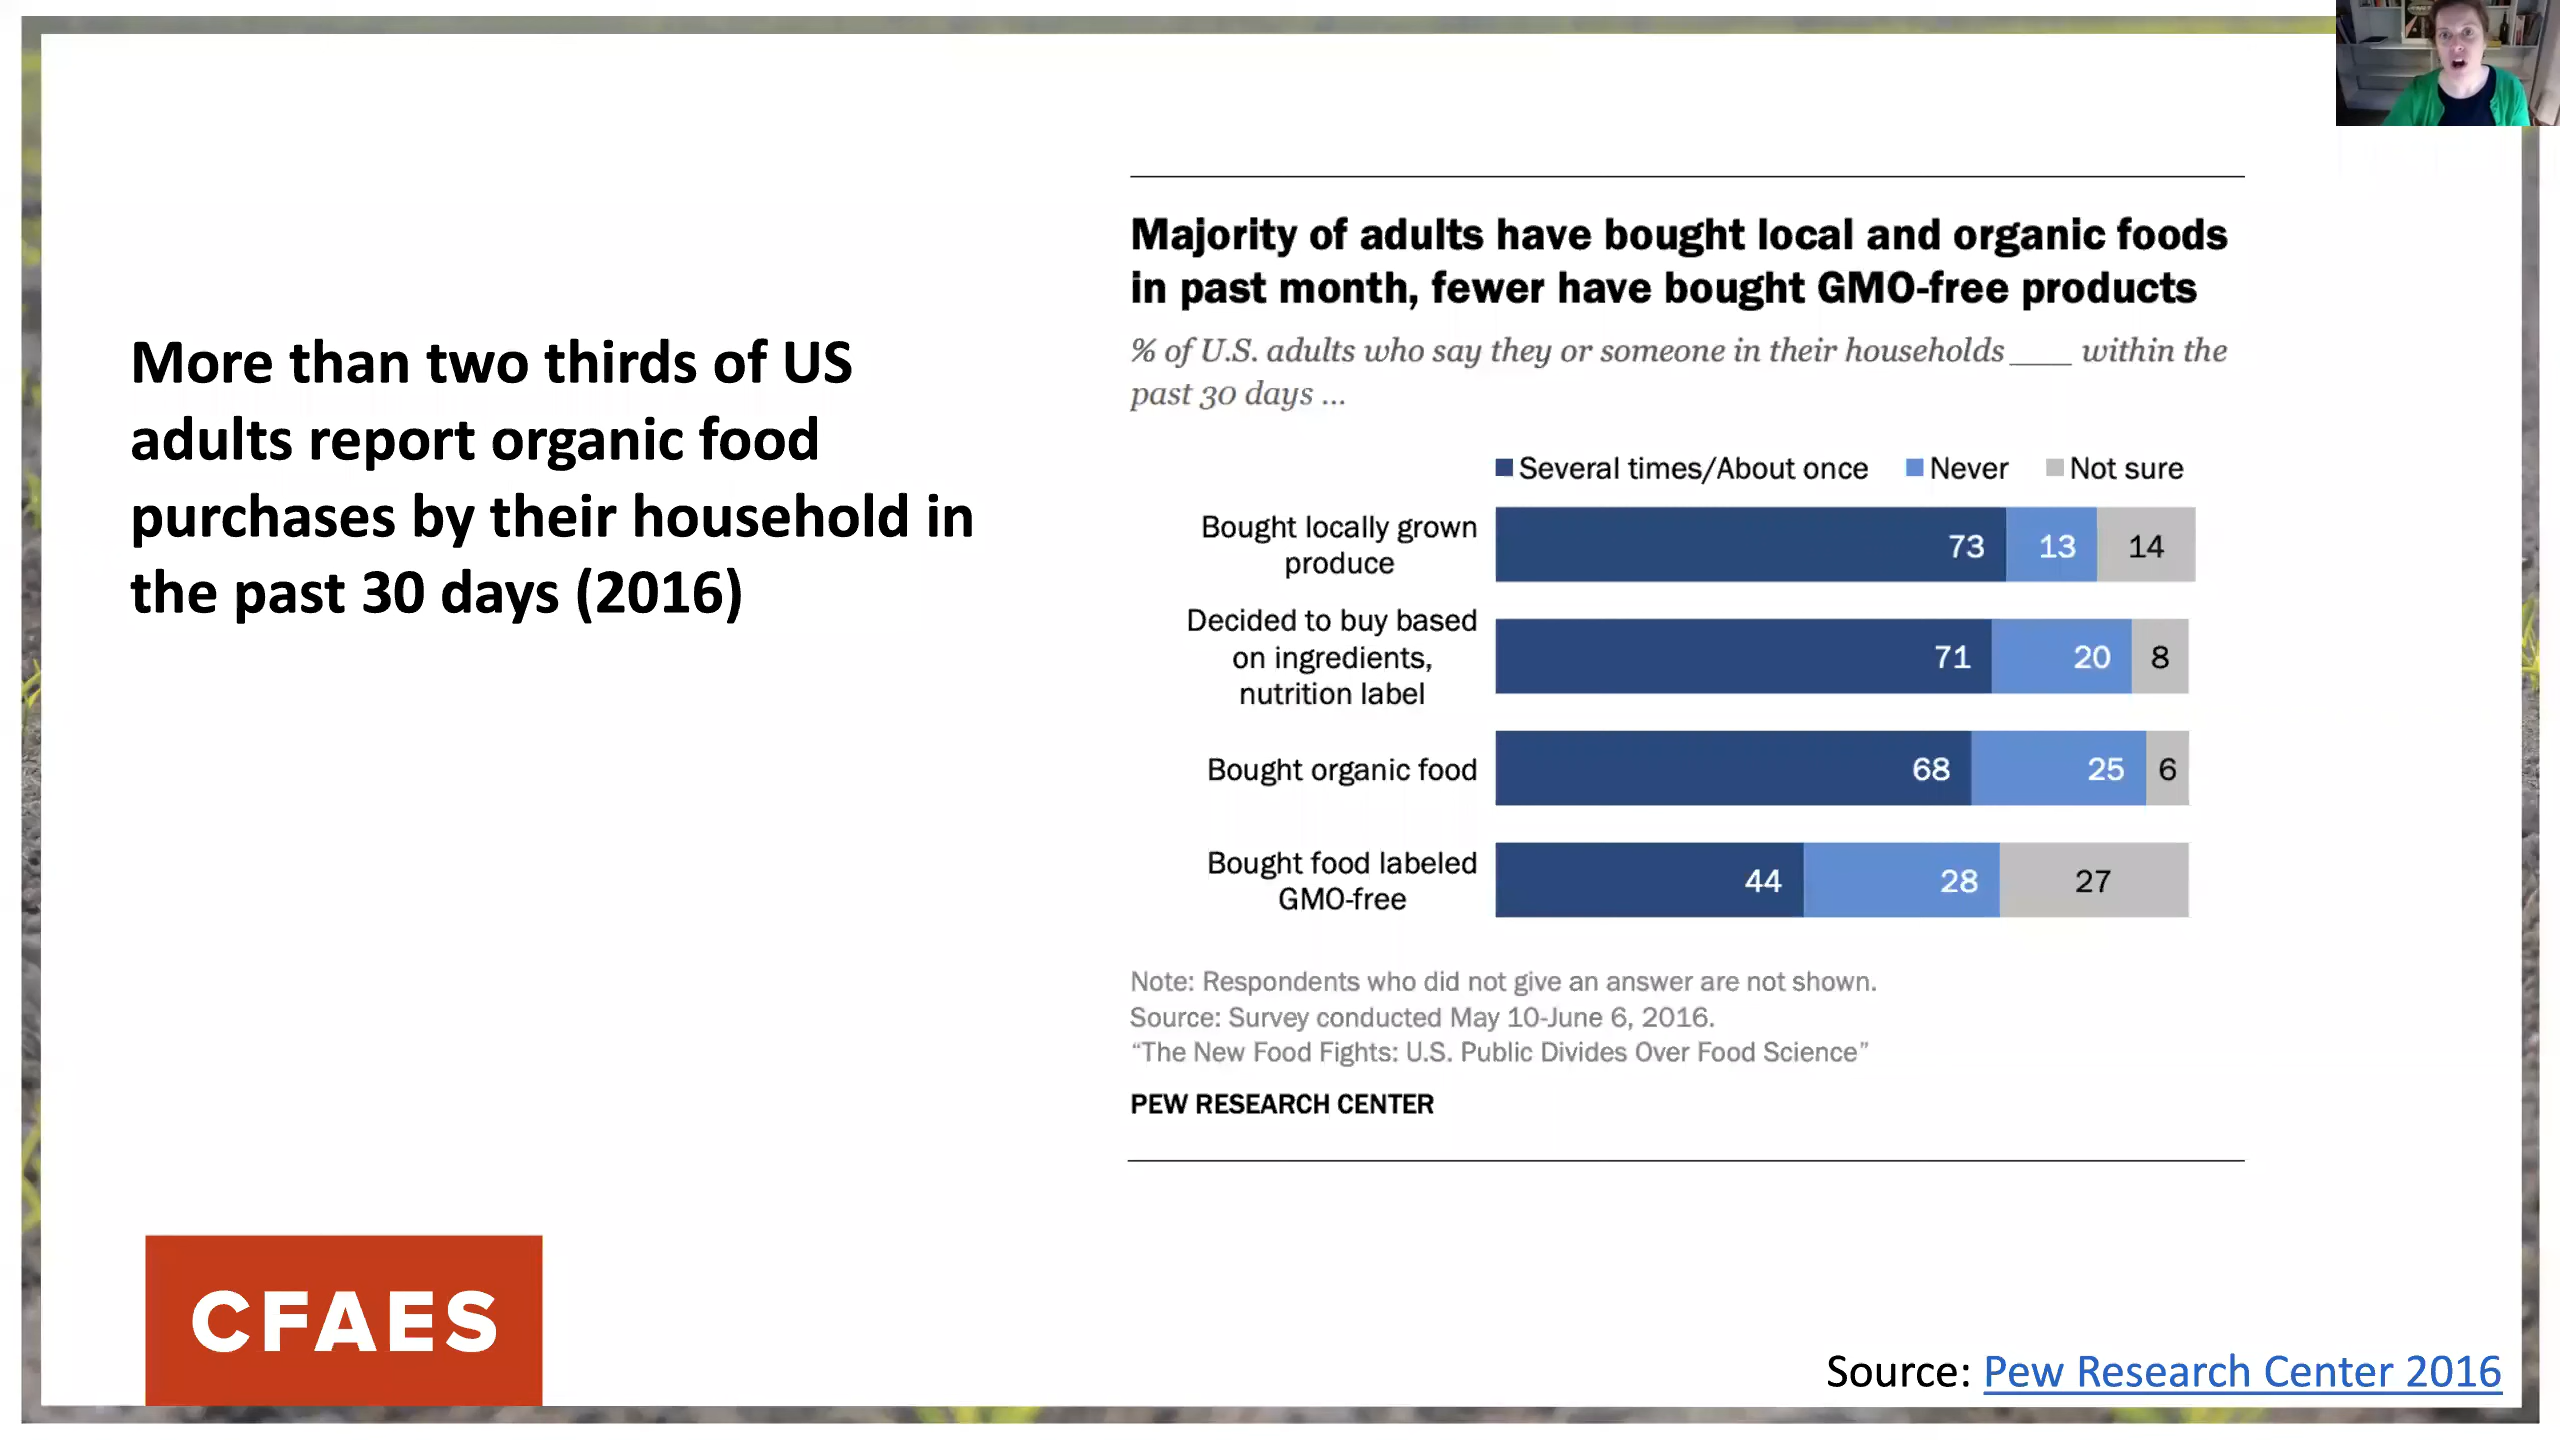 More than two thirds of US
adults report organic food
purchases by their household in
the past 30 days (2016)
Majority of adults have bought local and organic foods
in past month, fewer have bought GMO-free products
% of U.S. adults who say they or someone in their households ____ within the
past 30 days ...
Several times/About once Never Not sure
Bought locally grown
produce
73 13 14
Decided to buy based
on ingredients,
nutrition label
71 20 8
Bought organic food
68 25 6
Bought food labeled
GMO-free
44 28 27
Note: Respondents who did not give an answer are not shown.
Source: Survey conducted May 10-June 6, 2016.
“The New Food Fights: U.S. Public Divides Over Food Science”
PEW RESEARCH CENTER
CFAES
Source: Pew Research Center 2016